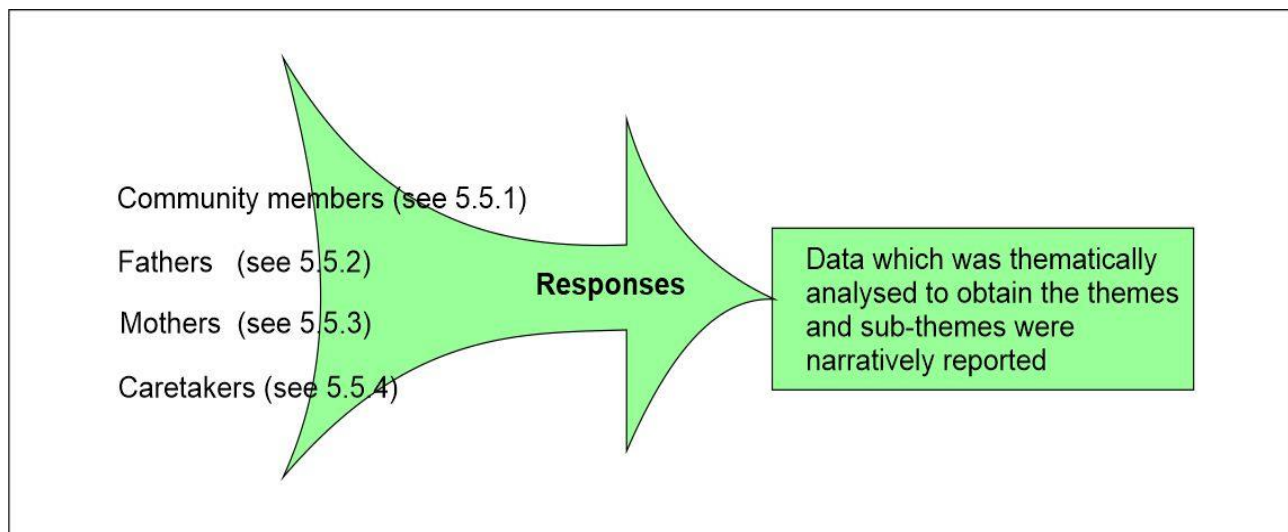 Community members (see 5.5.1)
Fathers (see 5.5.2)
Mothers (see 5.5.3)
Caretakers (see 5.5.4)
Responses
Data which was thematically
analysed to obtain the themes
and sub-themes were
narratively reported